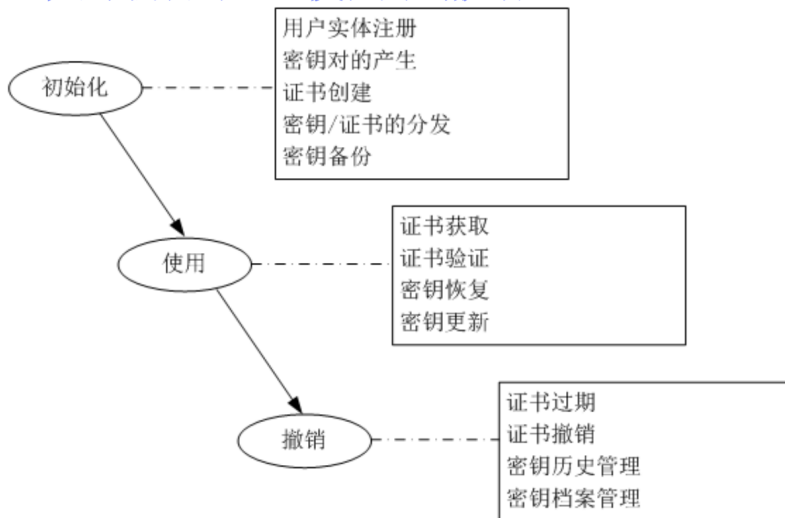 用户实体注册
密钥对的产生
初始化
证书创建
密钥/证书的分发
密钥备份
证书获取
证书验证
使用
密钥恢复
密钥更新
证书过期
证书撤销
撤销
密钥历史管理
密钥档案管理